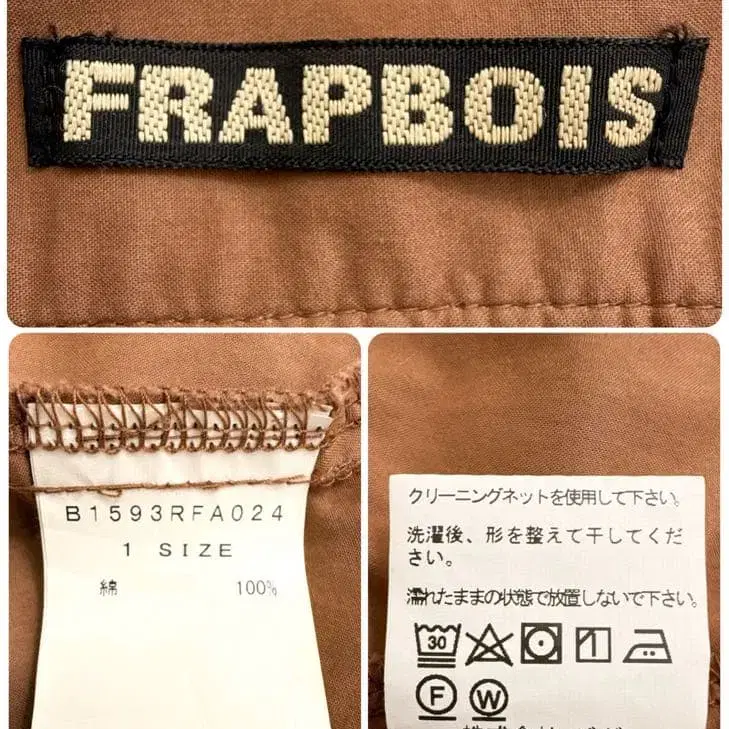 FRAPBOIS
B1593RFA024
1 SIZE
綿 100%
クリーニングネットを使用して下さい。
洗濯後、形を整えて干してくだ
さい。
濡れたままの状態で放置しないで下さい。
30
F W